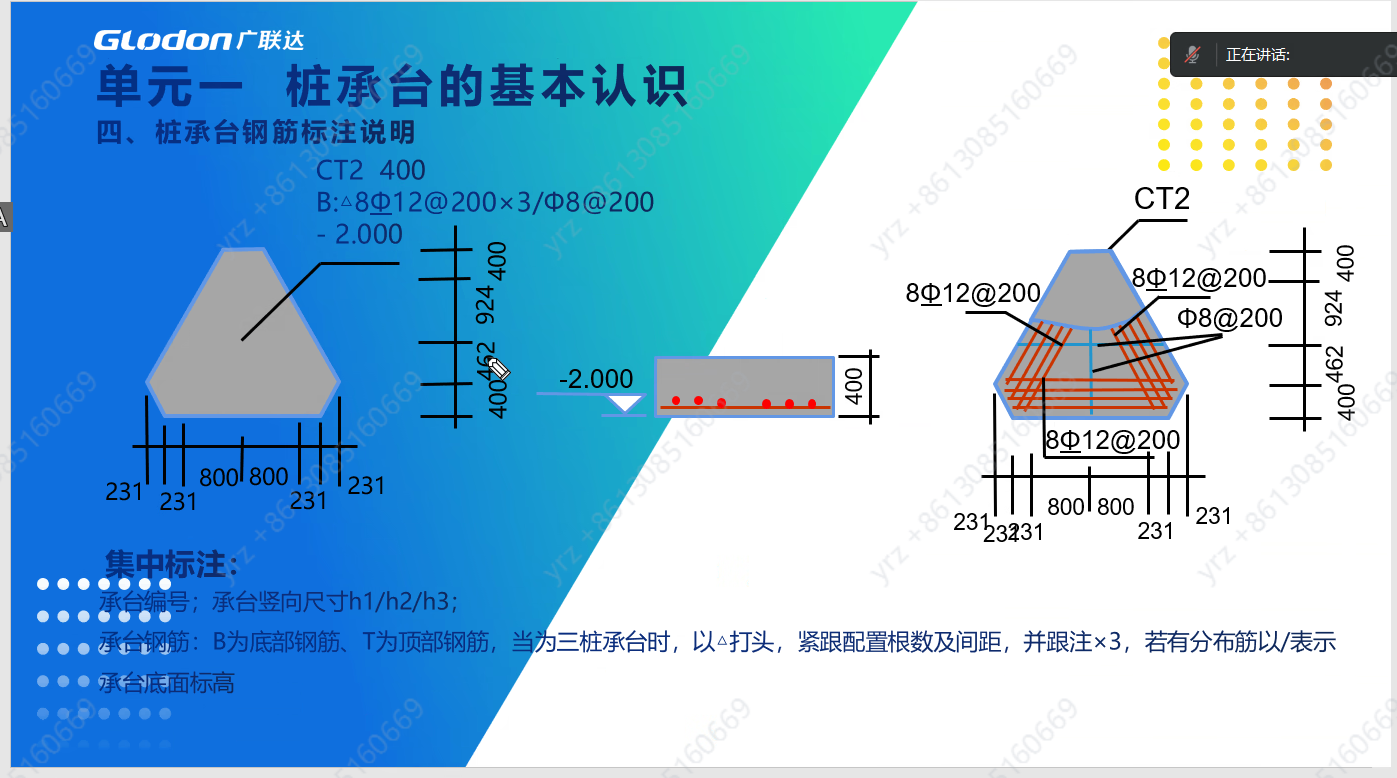 Glodon广联达
正在讲话:
单元一 桩承台的基本认识
四、桩承台钢筋标注说明
CT2 400
B:△8Φ12@200×3/Φ8@200
- 2.000
400
924
462
400
231
231
800
800
231
231
-2.000
400
CT2
8Φ12@200
8Φ12@200
Φ8@200
8Φ12@200
400
924
462
400
231
231
231
800
800
231
231
集中标注：
承台编号；承台竖向尺寸h1/h2/h3；
承台钢筋：B为底部钢筋、T为顶部钢筋，当为三桩承台时，以△打头，紧跟配置根数及间距，并跟注×3，若有分布筋以/表示
承台底面标高
A
yrz +8613085160669